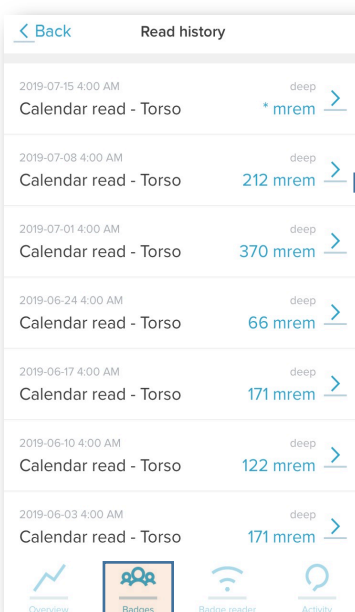 Back
Read history
2019-07-15 4:00 AM deep
Calendar read - Torso * mrem
2019-07-08 4:00 AM deep
Calendar read - Torso 212 mrem
2019-07-01 4:00 AM deep
Calendar read - Torso 370 mrem
2019-06-24 4:00 AM deep
Calendar read - Torso 66 mrem
2019-06-17 4:00 AM deep
Calendar read - Torso 171 mrem
2019-06-10 4:00 AM deep
Calendar read - Torso 122 mrem
2019-06-03 4:00 AM deep
Calendar read - Torso 171 mrem
Overview Badges Badge reader Activity